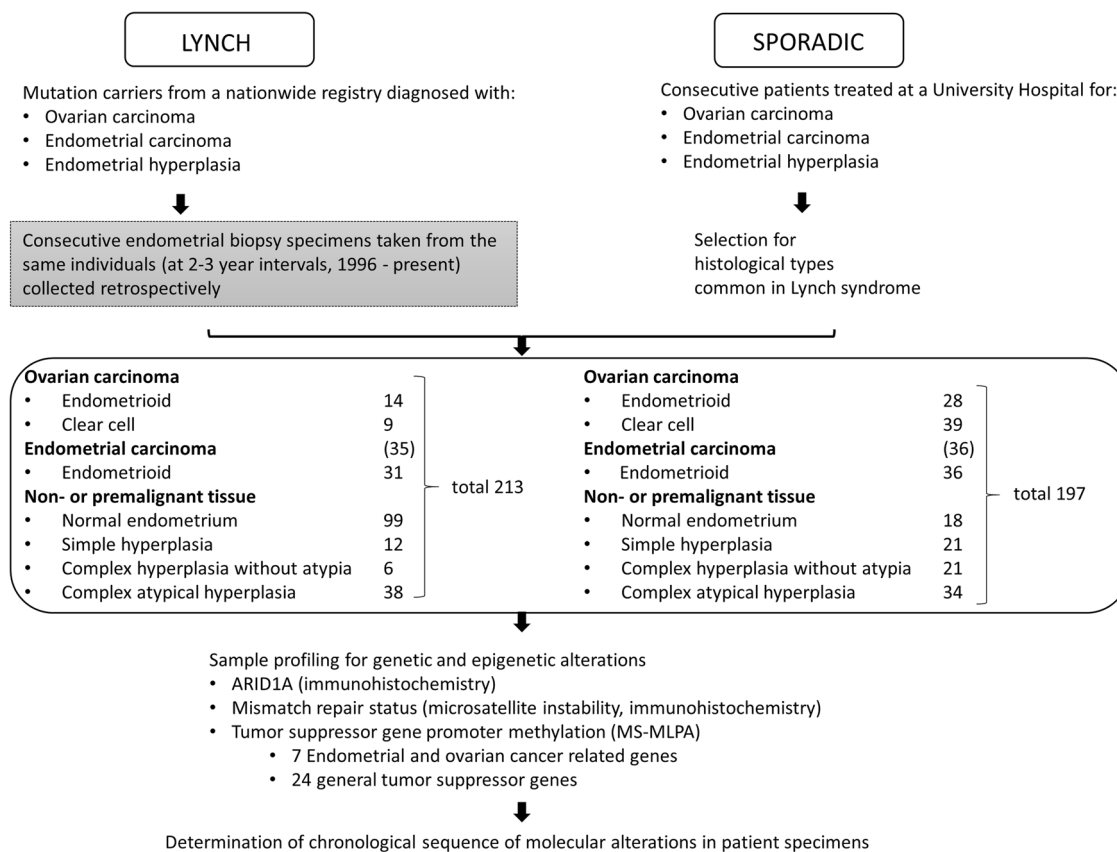 LYNCH
Mutation carriers from a nationwide registry diagnosed with:
• Ovarian carcinoma
• Endometrial carcinoma
• Endometrial hyperplasia
Consecutive endometrial biopsy specimens taken from the
same individuals (at 2-3 year intervals, 1996 - present)
collected retrospectively
SPORADIC
Consecutive patients treated at a University Hospital for:
• Ovarian carcinoma
• Endometrial carcinoma
• Endometrial hyperplasia
Selection for
histological types
common in Lynch syndrome
Ovarian carcinoma
• Endometrioid 14
• Clear cell 9
Endometrial carcinoma (35)
• Endometrioid 31
Non- or premalignant tissue
• Normal endometrium 99
• Simple hyperplasia 12
• Complex hyperplasia without atypia 6
• Complex atypical hyperplasia 38
total 213
Ovarian carcinoma
• Endometrioid 28
• Clear cell 39
Endometrial carcinoma (36)
• Endometrioid 36
Non- or premalignant tissue
• Normal endometrium 18
• Simple hyperplasia 21
• Complex hyperplasia without atypia 21
• Complex atypical hyperplasia 34
total 197
Sample profiling for genetic and epigenetic alterations
• ARID1A (immunohistochemistry)
• Mismatch repair status (microsatellite instability, immunohistochemistry)
• Tumor suppressor gene promoter methylation (MS-MLPA)
• 7 Endometrial and ovarian cancer related genes
• 24 general tumor suppressor genes
Determination of chronological sequence of molecular alterations in patient specimens